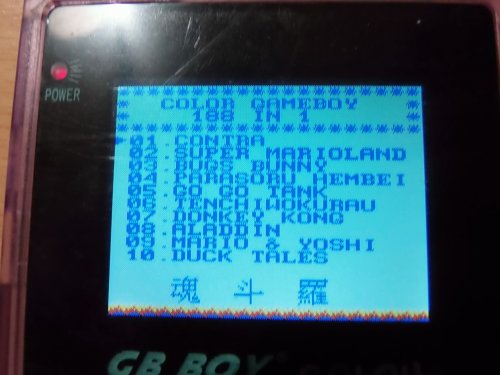 POWER
COLOR GAMEBOY
188 IN 1
01.CONTRA
02.SUPER MARIOLAND
03.BUGS BUNNY
04.PARASORU HEMBEI
05.GO GO TANK
06.TENCHIWOKURAU
07.DONKEY KONG
08.ALADDIN
09.MARIO & YOSHI
10.DUCK TALES
魂斗羅
GB BOY COLOU